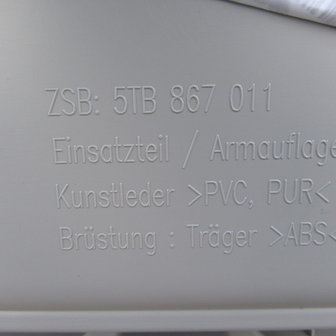 ZSB: 5TB 867 011
Einsatzteil / Armauflage
Kunstleder >PVC, PUR<
Brüstung : Träger >ABS<